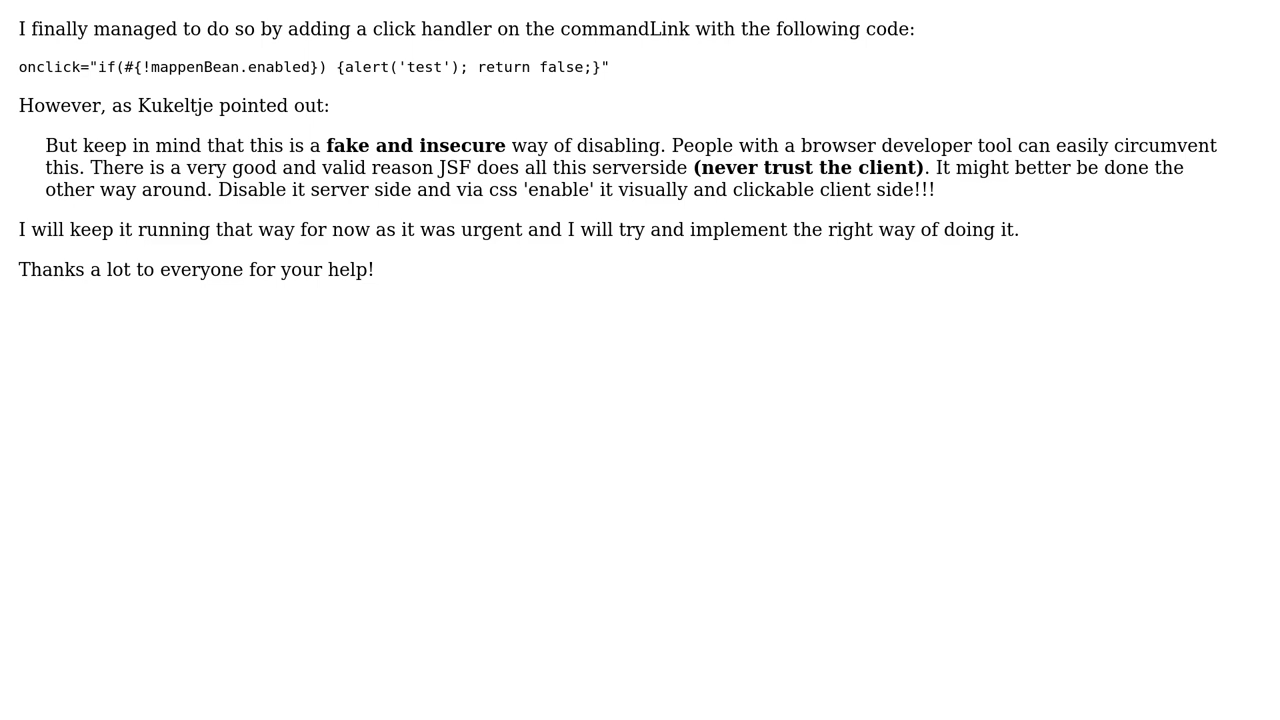 I finally managed to do so by adding a click handler on the commandLink with the following code:
onclick="if(#{!mappenBean.enabled}) {alert('test'); return false;}"
However, as Kukeltje pointed out:
But keep in mind that this is a fake and insecure way of disabling. People with a browser developer tool can easily circumvent
this. There is a very good and valid reason JSF does all this serverside (never trust the client). It might better be done the
other way around. Disable it server side and via css 'enable' it visually and clickable client side!!!
I will keep it running that way for now as it was urgent and I will try and implement the right way of doing it.
Thanks a lot to everyone for your help!